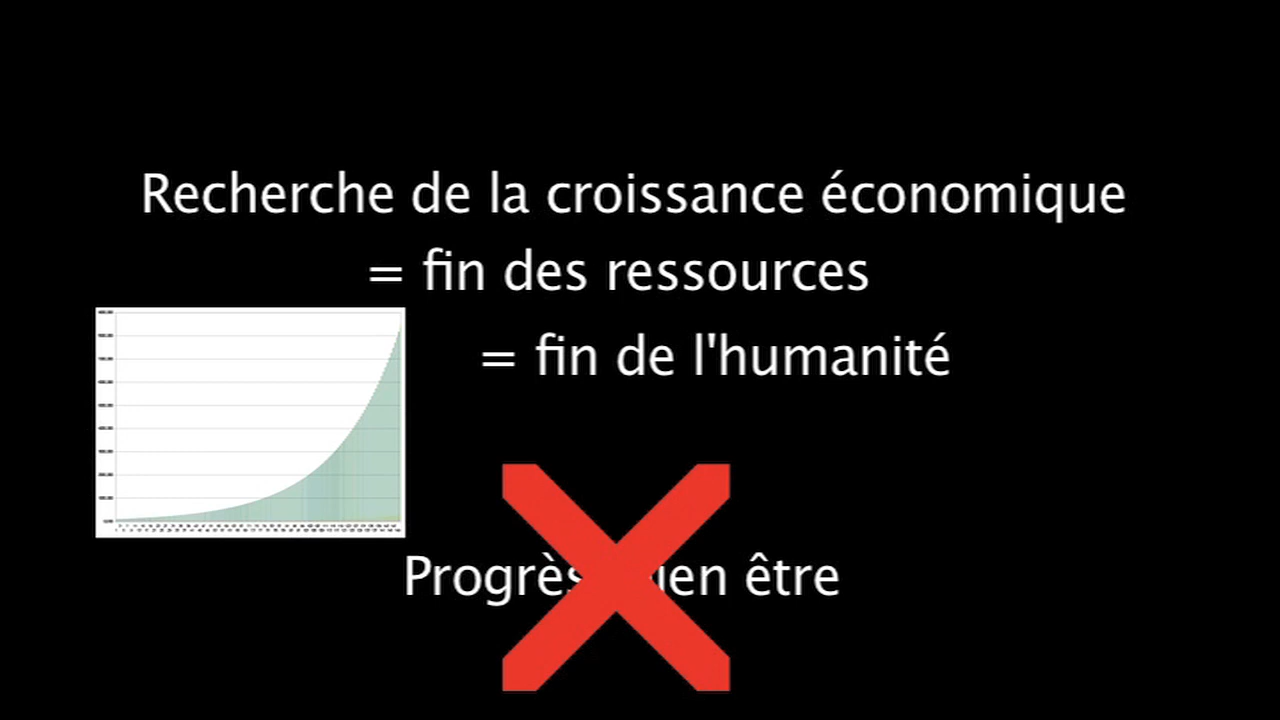 Recherche de la croissance économique
= fin des ressources
= fin de l'humanité
Progrès être